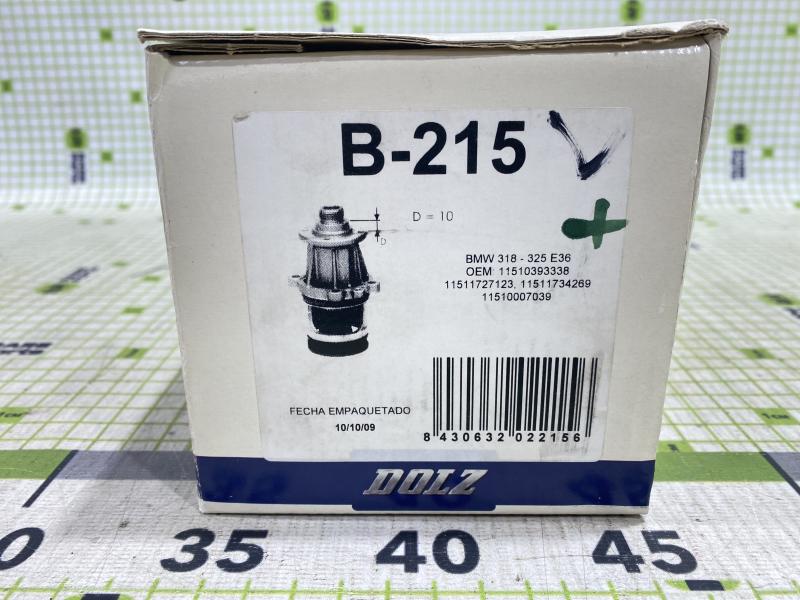 B-215
D = 10
D
BMW 318 - 325 E36
OEM: 11510393338
11511727123, 11511734269
11510007039
FECHA EMPAQUETADO
10/10/09
8 430632 022156
DOLZ
35
40
45